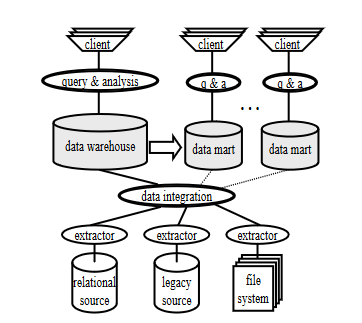 client
client
client
query & analysis
q & a
q & a
...
data warehouse
data mart
data mart
data integration
extractor
extractor
extractor
relational
source
legacy
source
file
system